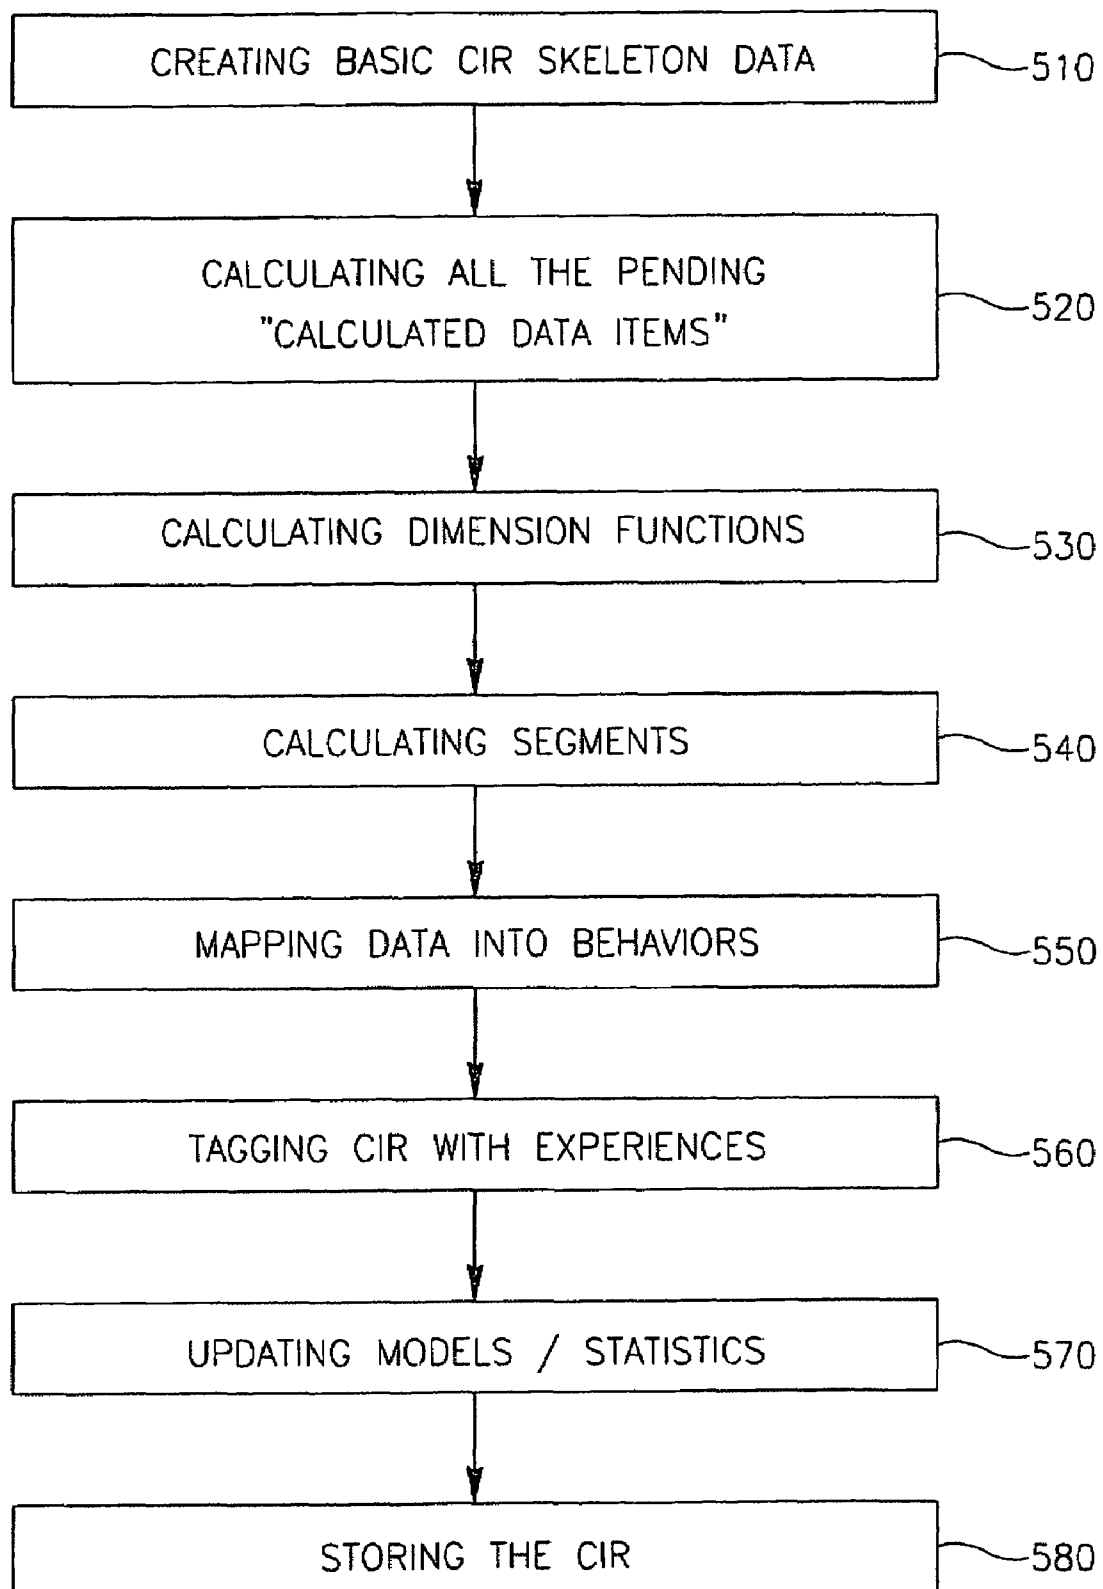 CREATING BASIC CIR SKELETON DATA
510
CALCULATING ALL THE PENDING
"CALCULATED DATA ITEMS"
520
CALCULATING DIMENSION FUNCTIONS
530
CALCULATING SEGMENTS
540
MAPPING DATA INTO BEHAVIORS
550
TAGGING CIR WITH EXPERIENCES
560
UPDATING MODELS / STATISTICS
570
STORING THE CIR
580